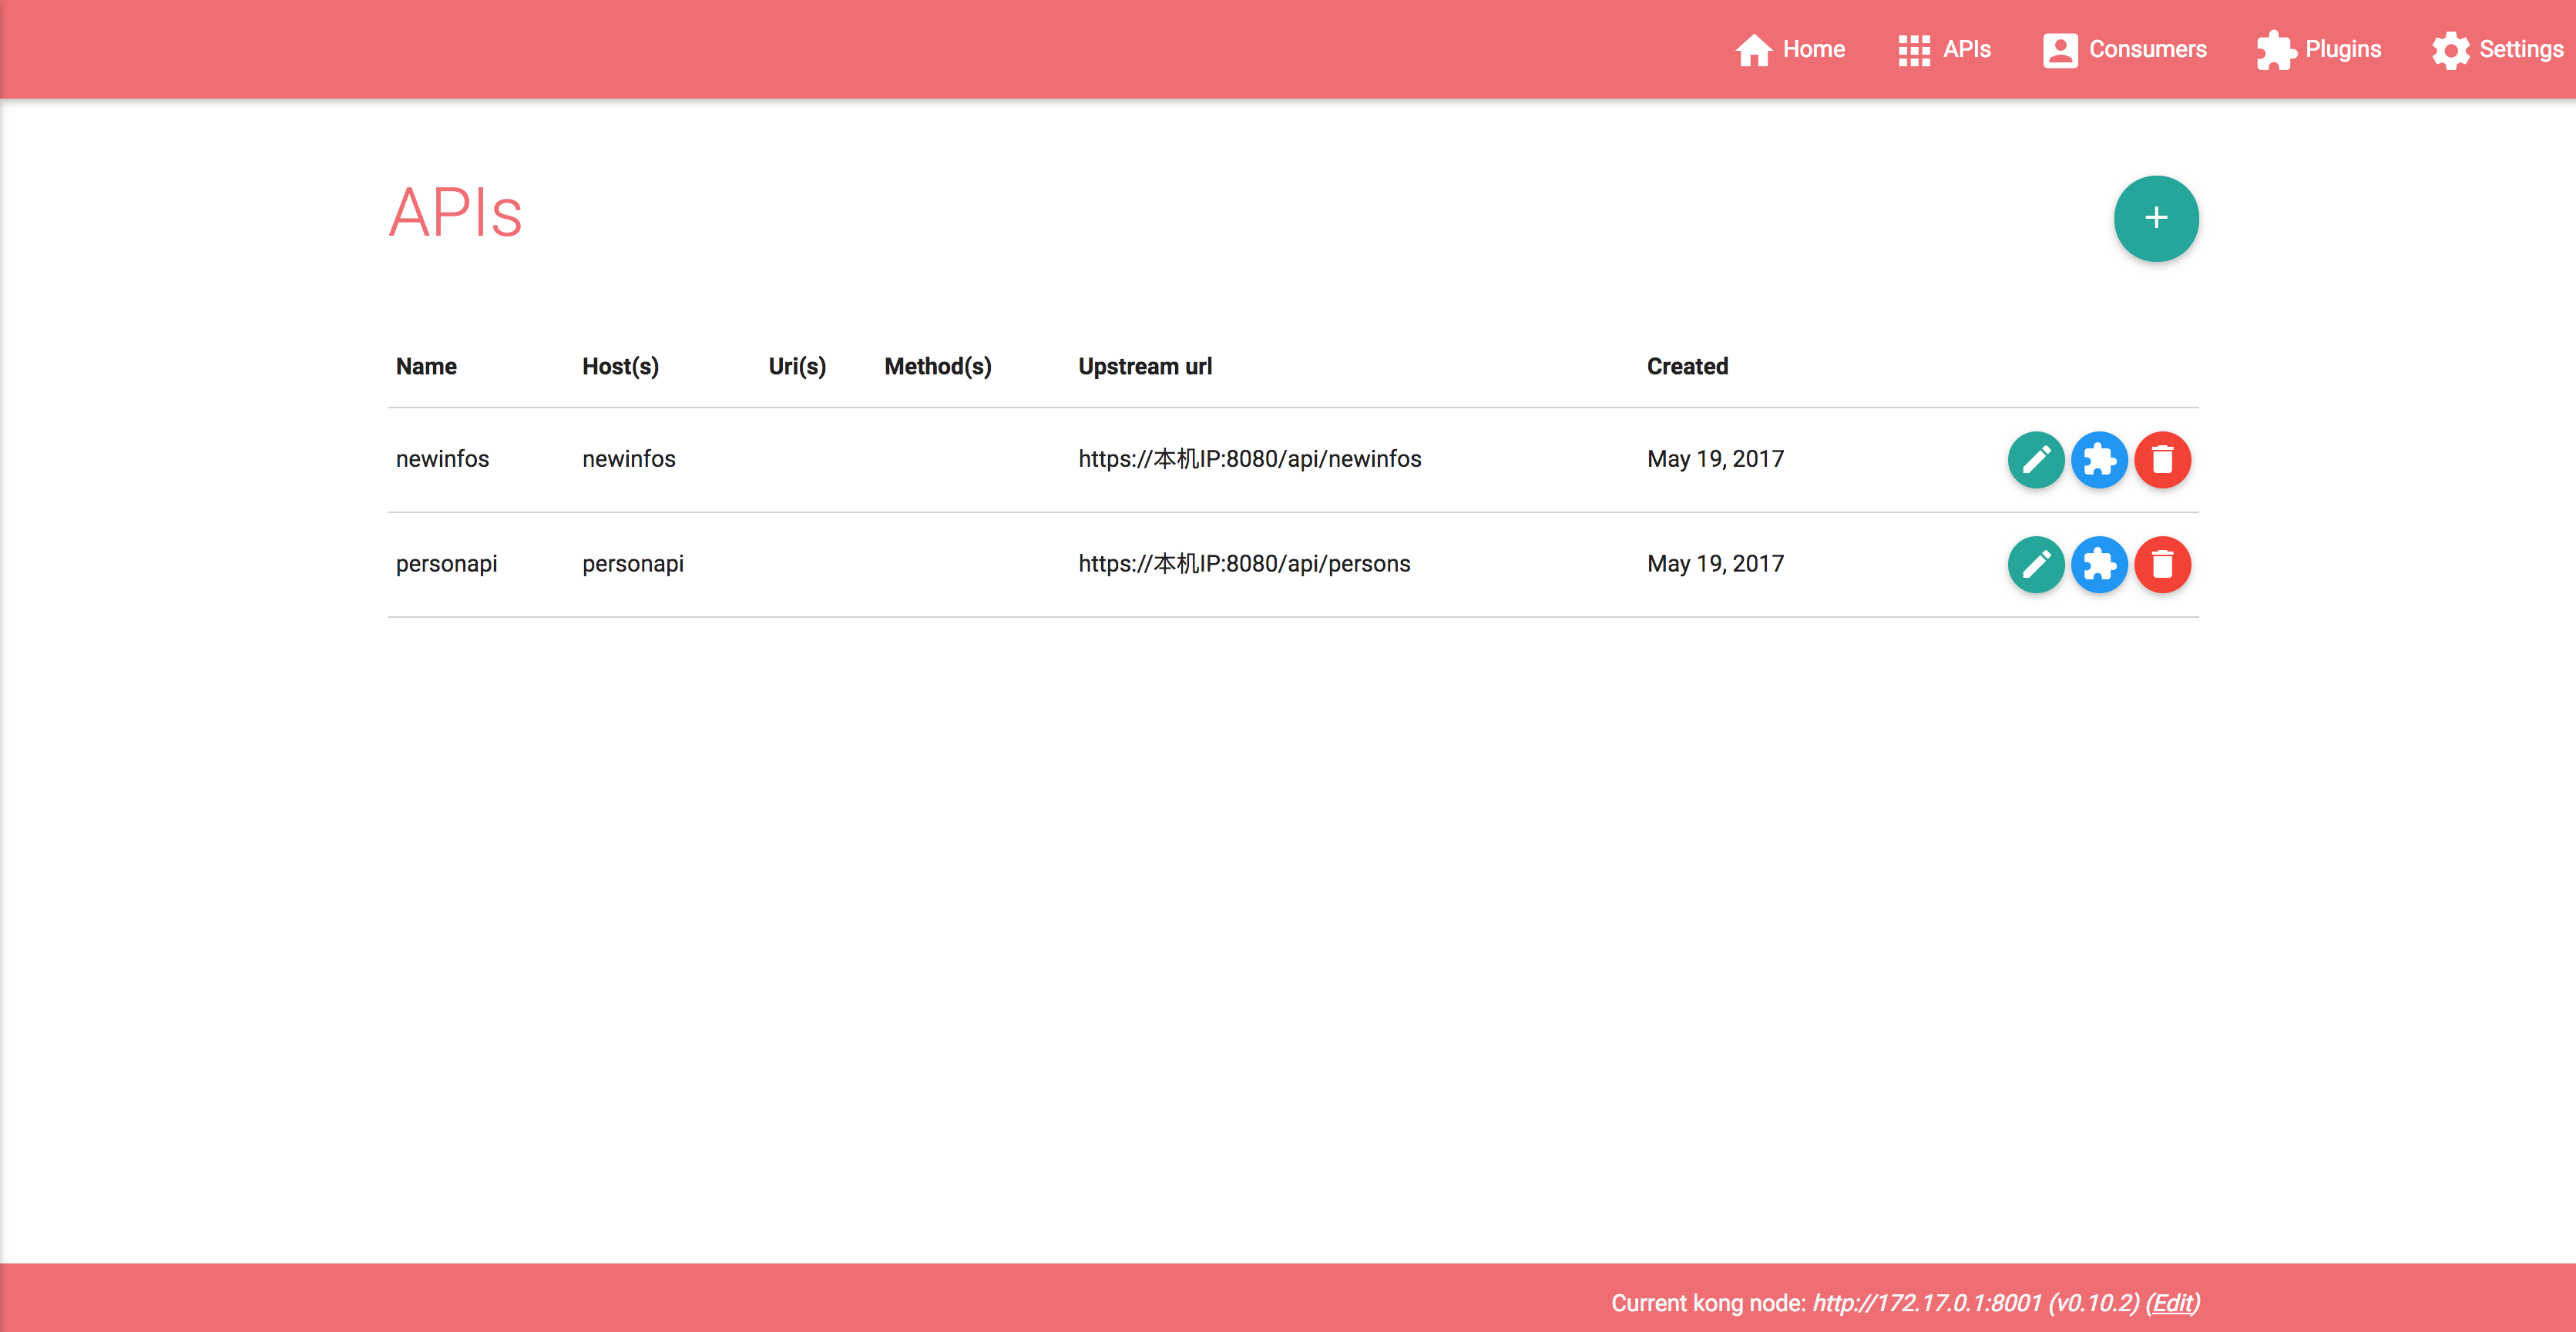 Home APIs Consumers Plugins Settings
APIs
+
Name Host(s) Uri(s) Method(s) Upstream url Created
newinfos newinfos https://本机IP:8080/api/newinfos May 19, 2017
personapi personapi https://本机IP:8080/api/persons May 19, 2017
Current kong node: http://172.17.0.1:8001 (v0.10.2) (Edit)